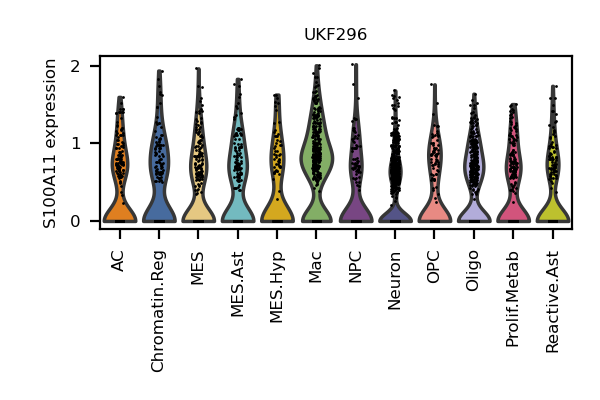 UKF296
S100A11 expression
2
1
0
AC
Chromatin.Reg
MES
MES.Ast
MES.Hyp
Mac
NPC
Neuron
OPC
Oligo
Prolif.Metab
Reactive.Ast